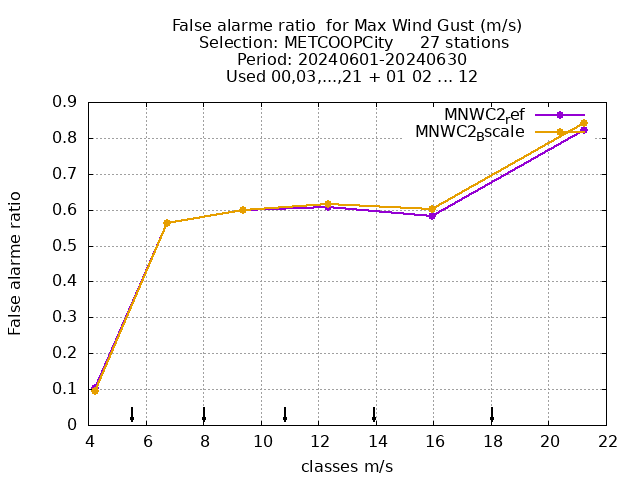 False alarme ratio  for Max Wind Gust (m/s)
Selection: METCOOPCity     27 stations
Period: 20240601-20240630
Used 00,03,...,21 + 01 02 ... 12
MNWC2ref
MNWC2Bscale
False alarme ratio
0.9
0.8
0.7
0.6
0.5
0.4
0.3
0.2
0.1
0
4 6 8 10 12 14 16 18 20 22
classes m/s